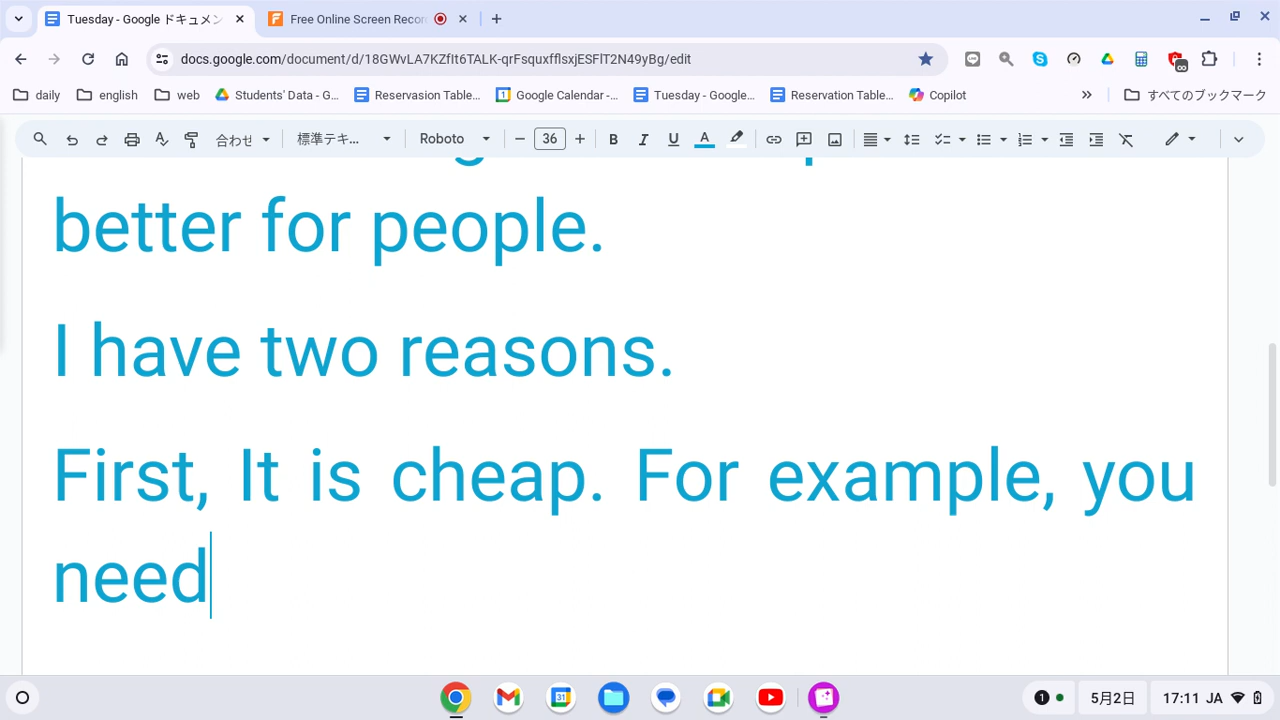 Tuesday - Google ドキュメン
Free Online Screen Recor
docs.google.com/document/d/18GWvLA7KZfIt6TALK-qrFsquxfflsxjESFlT2N49yBg/edit
daily
english
web
Students' Data - G...
Reservasion Table...
Google Calendar -...
Tuesday - Google...
Reservation Table...
Copilot
すべてのブックマーク
合わせ
標準テキ...
Roboto
36
better for people.
I have two reasons.
First, It is cheap. For example, you
need
1
5月2日
17:11 JA